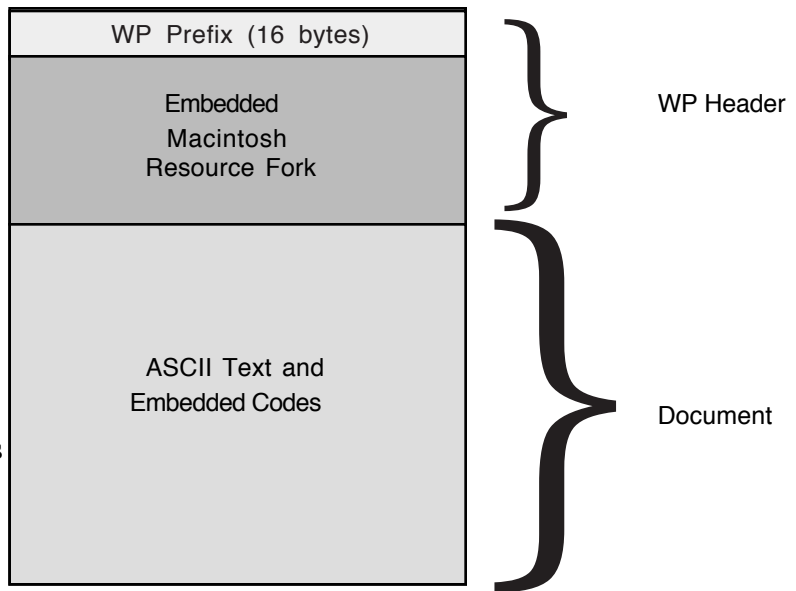 WP Prefix (16 bytes)
Embedded
Macintosh
Resource Fork
WP Header
ASCII Text and
Embedded Codes
Document